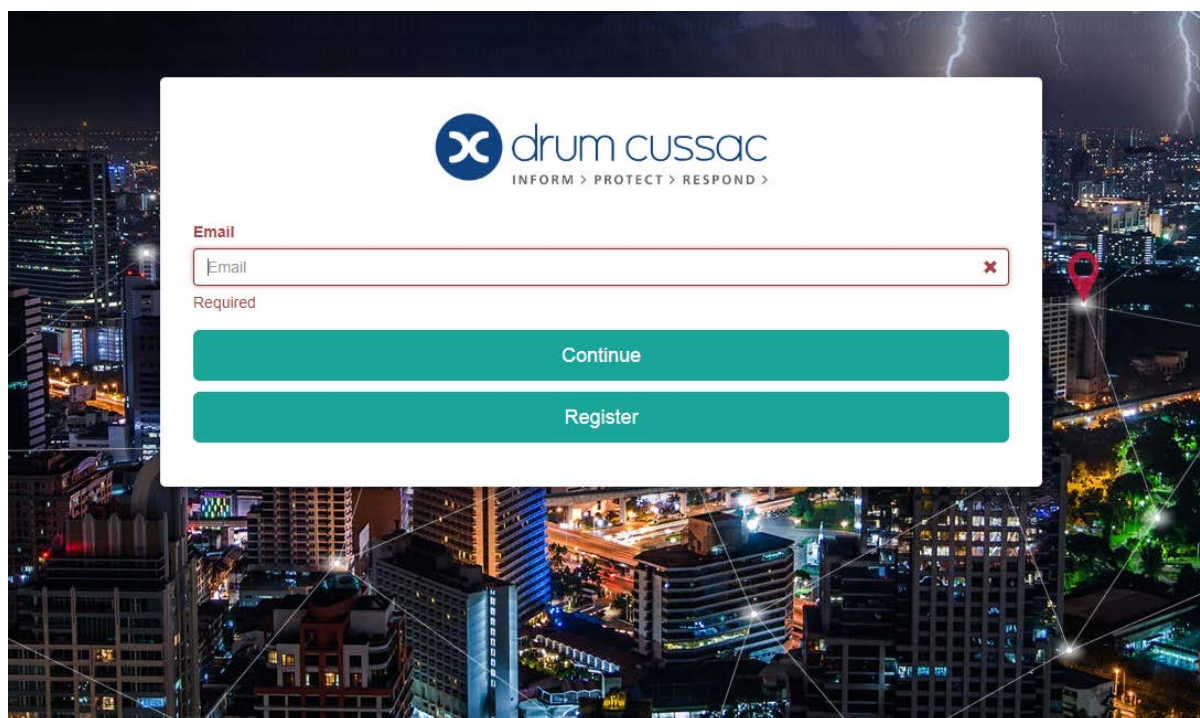 drum cussac
INFORM > PROTECT > RESPOND >
Email
Email
Required
Continue
Register